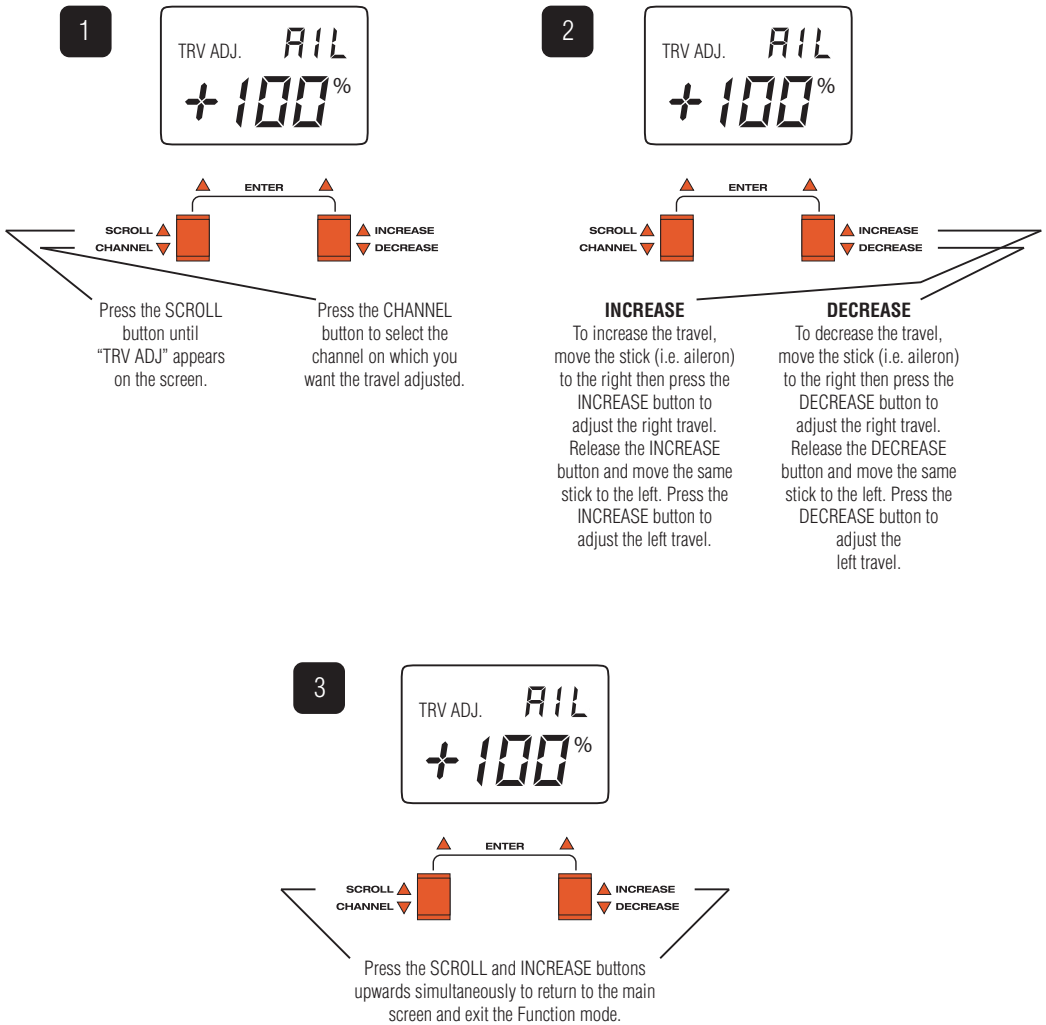 1
TRV ADJ. AIL
+100%
ENTER
SCROLL
CHANNEL
INCREASE
DECREASE
Press the SCROLL
button until
“TRV ADJ” appears
on the screen.
Press the CHANNEL
button to select the
channel on which you
want the travel adjusted.
2
TRV ADJ. AIL
+100%
ENTER
SCROLL
CHANNEL
INCREASE
DECREASE
INCREASE
To increase the travel,
move the stick (i.e. aileron)
to the right then press the
INCREASE button to
adjust the right travel.
Release the INCREASE
button and move the same
stick to the left. Press the
INCREASE button to
adjust the left travel.
DECREASE
To decrease the travel,
move the stick (i.e. aileron)
to the right then press the
DECREASE button to
adjust the right travel.
Release the DECREASE
button and move the same
stick to the left. Press the
DECREASE button to
adjust the
left travel.
3
TRV ADJ. AIL
+100%
ENTER
SCROLL
CHANNEL
INCREASE
DECREASE
Press the SCROLL and INCREASE buttons
upwards simultaneously to return to the main
screen and exit the Function mode.